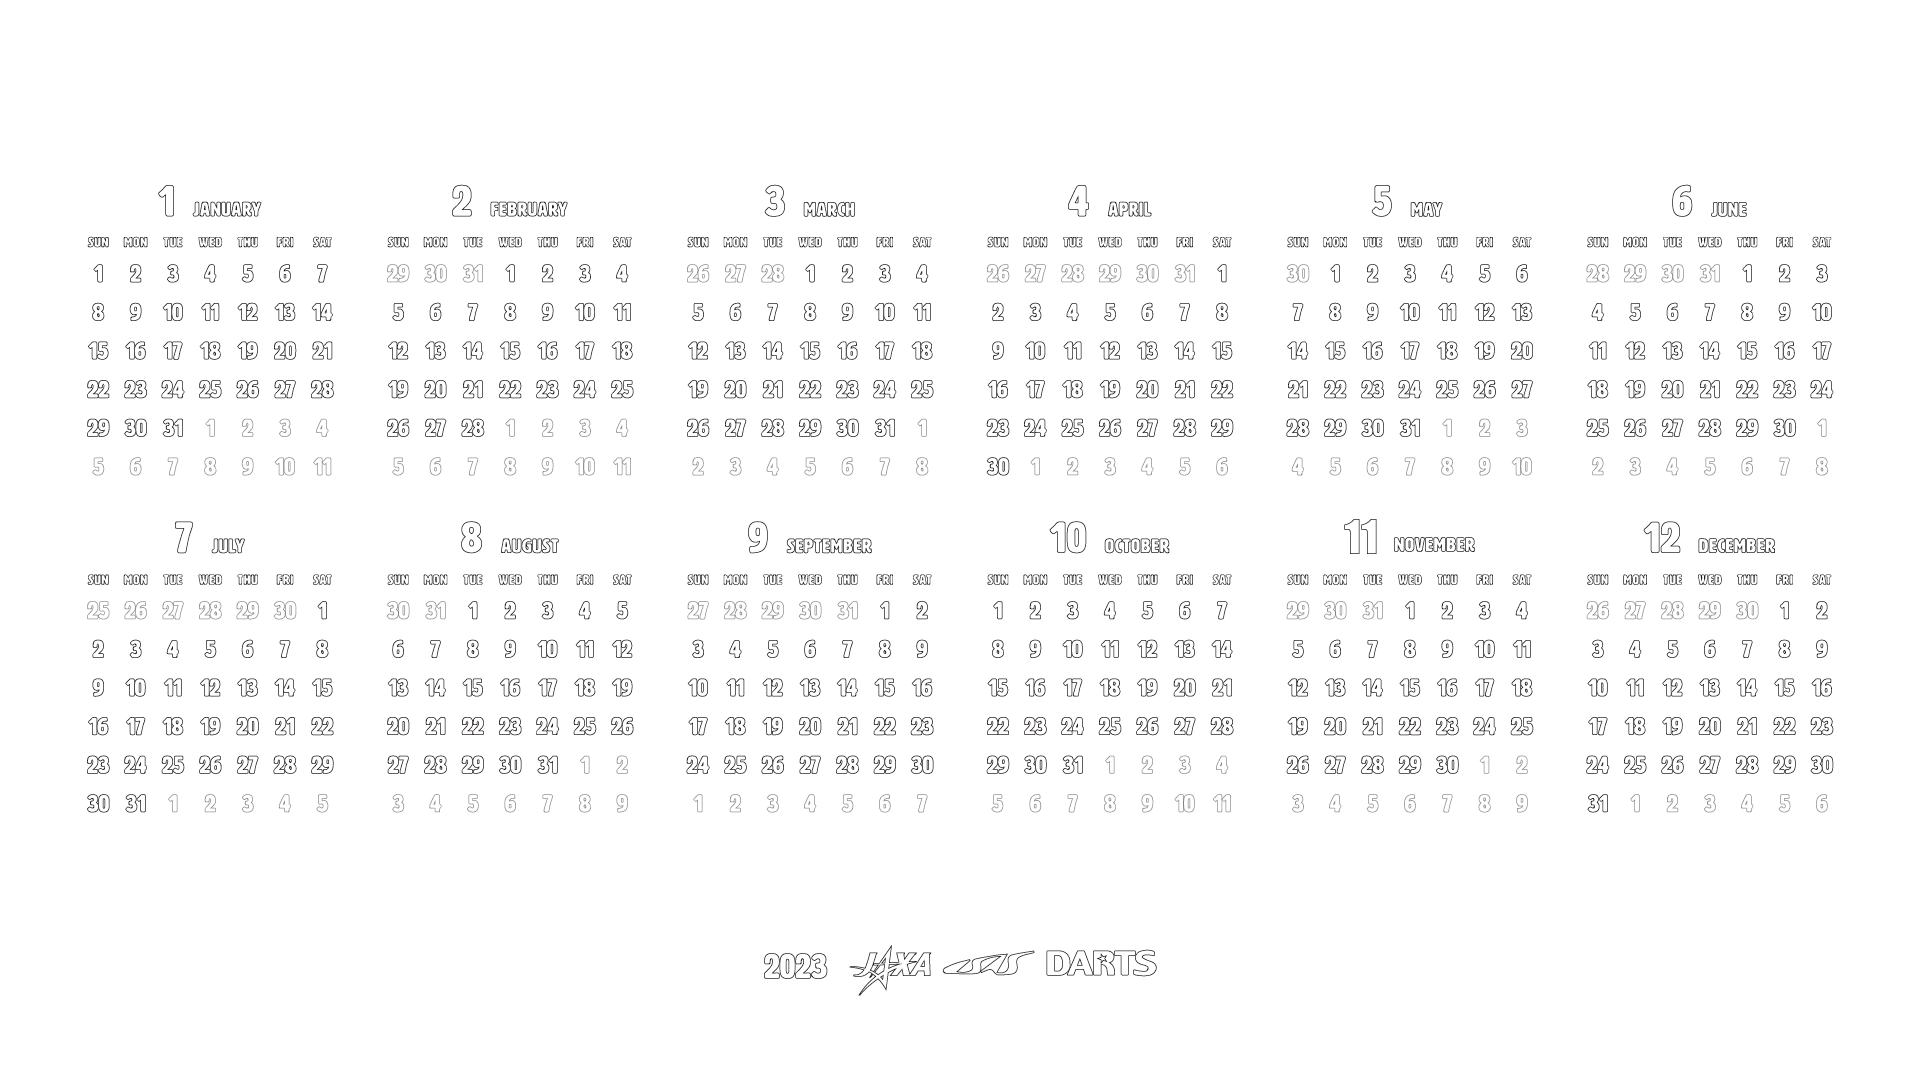 1 JANUARY
SUN MON TUE WED THU FRI SAT
1 2 3 4 5 6 7
8 9 10 11 12 13 14
15 16 17 18 19 20 21
22 23 24 25 26 27 28
29 30 31 1 2 3 4
5 6 7 8 9 10 11
2 FEBRUARY
SUN MON TUE WED THU FRI SAT
29 30 31 1 2 3 4
5 6 7 8 9 10 11
12 13 14 15 16 17 18
19 20 21 22 23 24 25
26 27 28 1 2 3 4
5 6 7 8 9 10 11
3 MARCH
SUN MON TUE WED THU FRI SAT
26 27 28 1 2 3 4
5 6 7 8 9 10 11
12 13 14 15 16 17 18
19 20 21 22 23 24 25
26 27 28 29 30 31 1
2 3 4 5 6 7 8
4 APRIL
SUN MON TUE WED THU FRI SAT
26 27 28 29 30 31 1
2 3 4 5 6 7 8
9 10 11 12 13 14 15
16 17 18 19 20 21 22
23 24 25 26 27 28 29
30 1 2 3 4 5 6
5 MAY
SUN MON TUE WED THU FRI SAT
30 1 2 3 4 5 6
7 8 9 10 11 12 13
14 15 16 17 18 19 20
21 22 23 24 25 26 27
28 29 30 31 1 2 3
4 5 6 7 8 9 10
6 JUNE
SUN MON TUE WED THU FRI SAT
28 29 30 31 1 2 3
4 5 6 7 8 9 10
11 12 13 14 15 16 17
18 19 20 21 22 23 24
25 26 27 28 29 30 1
2 3 4 5 6 7 8
7 JULY
SUN MON TUE WED THU FRI SAT
25 26 27 28 29 30 1
2 3 4 5 6 7 8
9 10 11 12 13 14 15
16 17 18 19 20 21 22
23 24 25 26 27 28 29
30 31 1 2 3 4 5
8 AUGUST
SUN MON TUE WED THU FRI SAT
30 31 1 2 3 4 5
6 7 8 9 10 11 12
13 14 15 16 17 18 19
20 21 22 23 24 25 26
27 28 29 30 31 1 2
3 4 5 6 7 8 9
9 SEPTEMBER
SUN MON TUE WED THU FRI SAT
27 28 29 30 31 1 2
3 4 5 6 7 8 9
10 11 12 13 14 15 16
17 18 19 20 21 22 23
24 25 26 27 28 29 30
1 2 3 4 5 6 7
10 OCTOBER
SUN MON TUE WED THU FRI SAT
1 2 3 4 5 6 7
8 9 10 11 12 13 14
15 16 17 18 19 20 21
22 23 24 25 26 27 28
29 30 31 1 2 3 4
5 6 7 8 9 10 11
11 NOVEMBER
SUN MON TUE WED THU FRI SAT
29 30 31 1 2 3 4
5 6 7 8 9 10 11
12 13 14 15 16 17 18
19 20 21 22 23 24 25
26 27 28 29 30 1 2
3 4 5 6 7 8 9
12 DECEMBER
SUN MON TUE WED THU FRI SAT
26 27 28 29 30 1 2
3 4 5 6 7 8 9
10 11 12 13 14 15 16
17 18 19 20 21 22 23
24 25 26 27 28 29 30
31 1 2 3 4 5 6
2023 JAXA ISAS DARTS